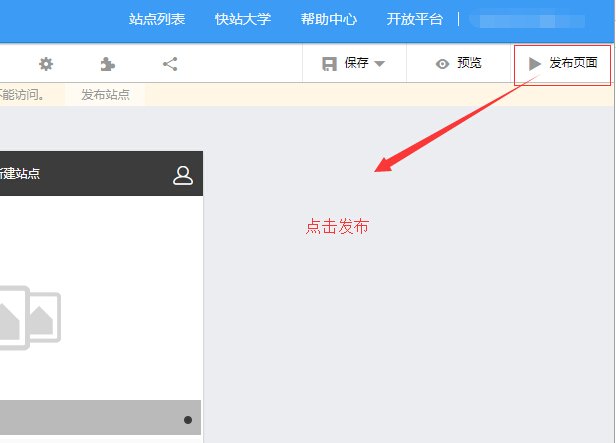 站点列表 快站大学 帮助中心 开放平台
保存 预览 发布页面
不能访问。 发布站点
新建站点
点击发布